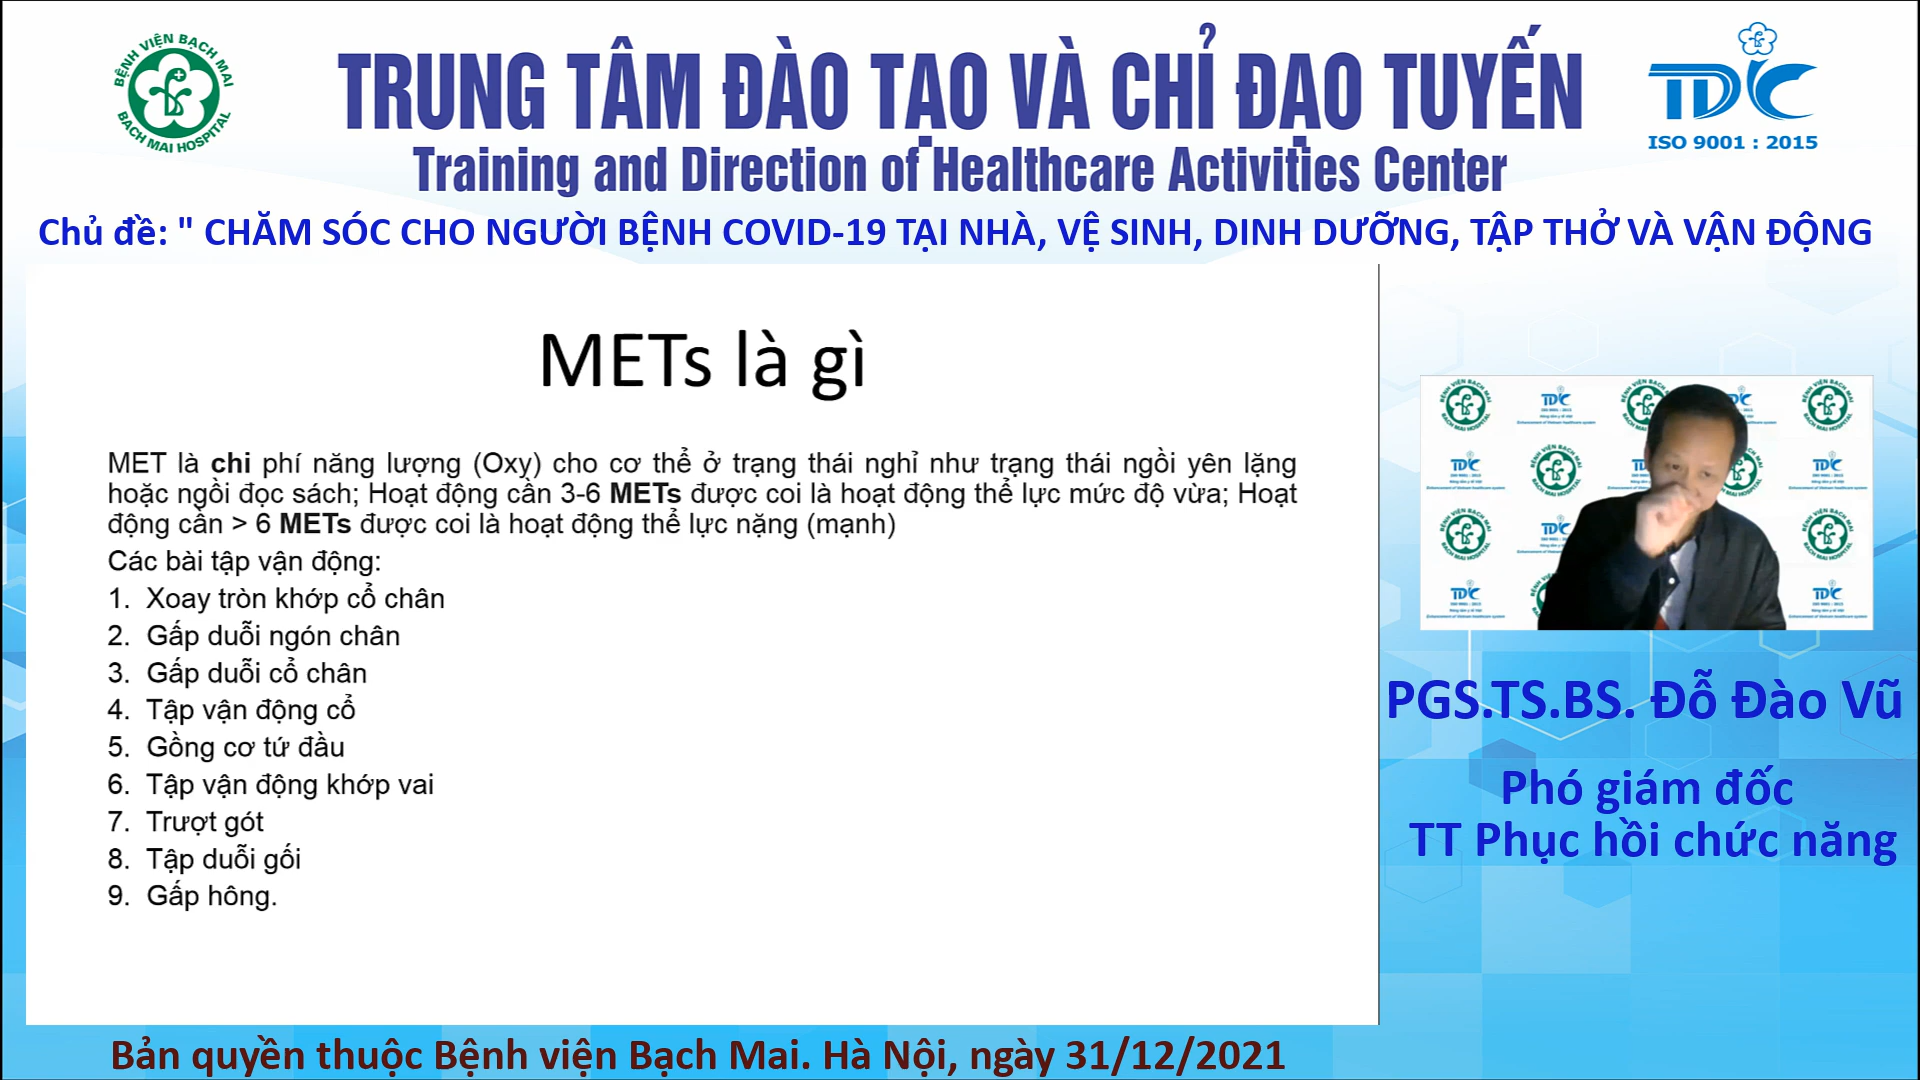 BỆNH VIỆN BẠCH MAI
BACH MAI HOSPITAL
TRUNG TÂM ĐÀO TẠO VÀ CHỈ ĐẠO TUYẾN
Training and Direction of Healthcare Activities Center
TDC
ISO 9001 : 2015
Chủ đề: " CHĂM SÓC CHO NGƯỜI BỆNH COVID-19 TẠI NHÀ, VỆ SINH, DINH DƯỠNG, TẬP THỞ VÀ VẬN ĐỘNG
METs là gì
MET là chi phí năng lượng (Oxy) cho cơ thể ở trạng thái nghỉ như trạng thái ngồi yên lặng
hoặc ngồi đọc sách; Hoạt động cần 3-6 METs được coi là hoạt động thể lực mức độ vừa; Hoạt
động cần > 6 METs được coi là hoạt động thể lực nặng (mạnh)
Các bài tập vận động:
1. Xoay tròn khớp cổ chân
2. Gấp duỗi ngón chân
3. Gấp duỗi cổ chân
4. Tập vận động cổ
5. Gồng cơ tứ đầu
6. Tập vận động khớp vai
7. Trượt gót
8. Tập duỗi gối
9. Gấp hông.
PGS.TS.BS. Đỗ Đào Vũ
Phó giám đốc
TT Phục hồi chức năng
Bản quyền thuộc Bệnh viện Bạch Mai. Hà Nội, ngày 31/12/2021